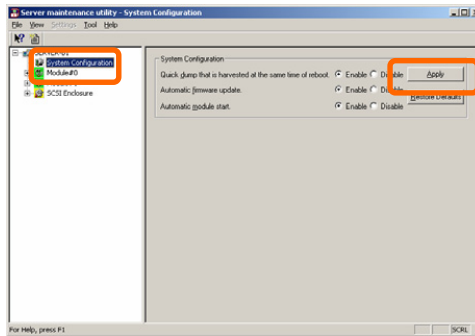 Server maintenance utility - System Configuration
File View Settings Tool Help
System Configuration
Module#0
SCSI Enclosure
System Configuration
Quick dump that is harvested at the same time of reboot. Enable Disable Apply
Automatic firmware update. Enable Disable
Restore Defaults
Automatic module start. Enable Disable
For Help, press F1
SCRL